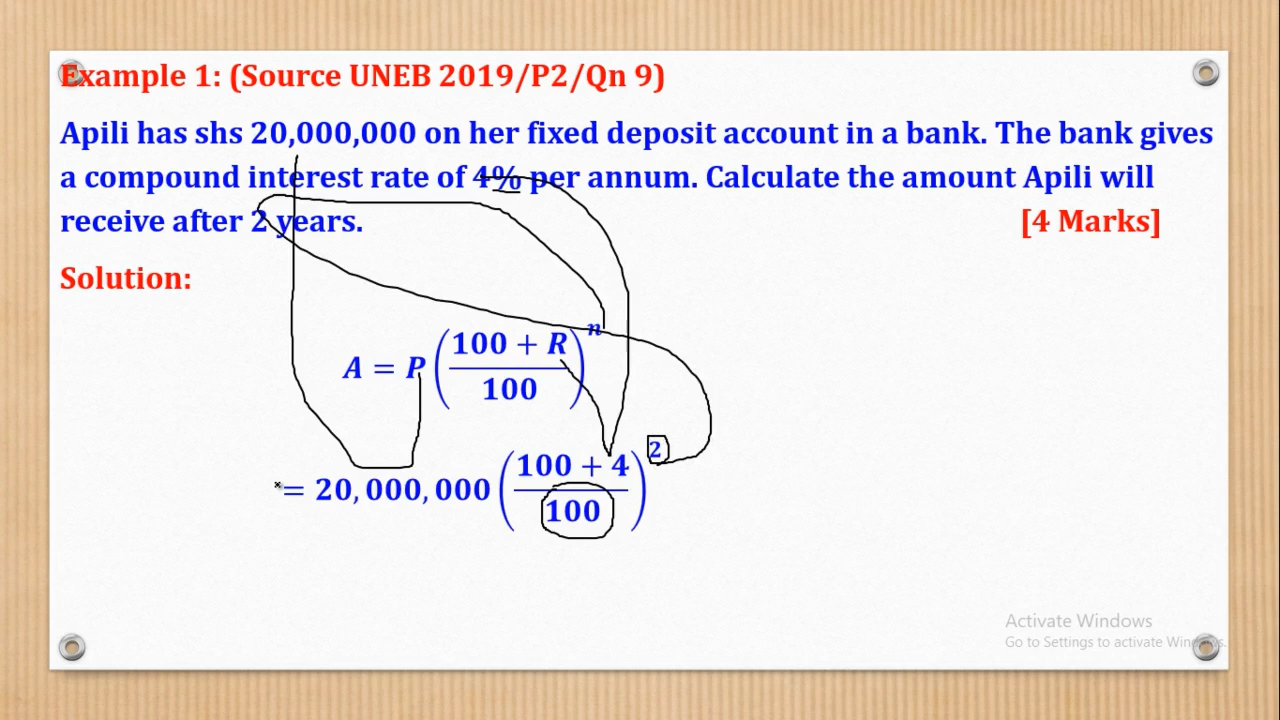 Example 1: (Source UNEB 2019/P2/Qn 9)
Apili has shs 20,000,000 on her fixed deposit account in a bank. The bank gives
a compound interest rate of 4% per annum. Calculate the amount Apili will
receive after 2 years. [4 Marks]
Solution:
A = P ((100 + R)/100)^n
= 20,000,000 ((100 + 4)/100)^2
Activate Windows
Go to Settings to activate Windows.